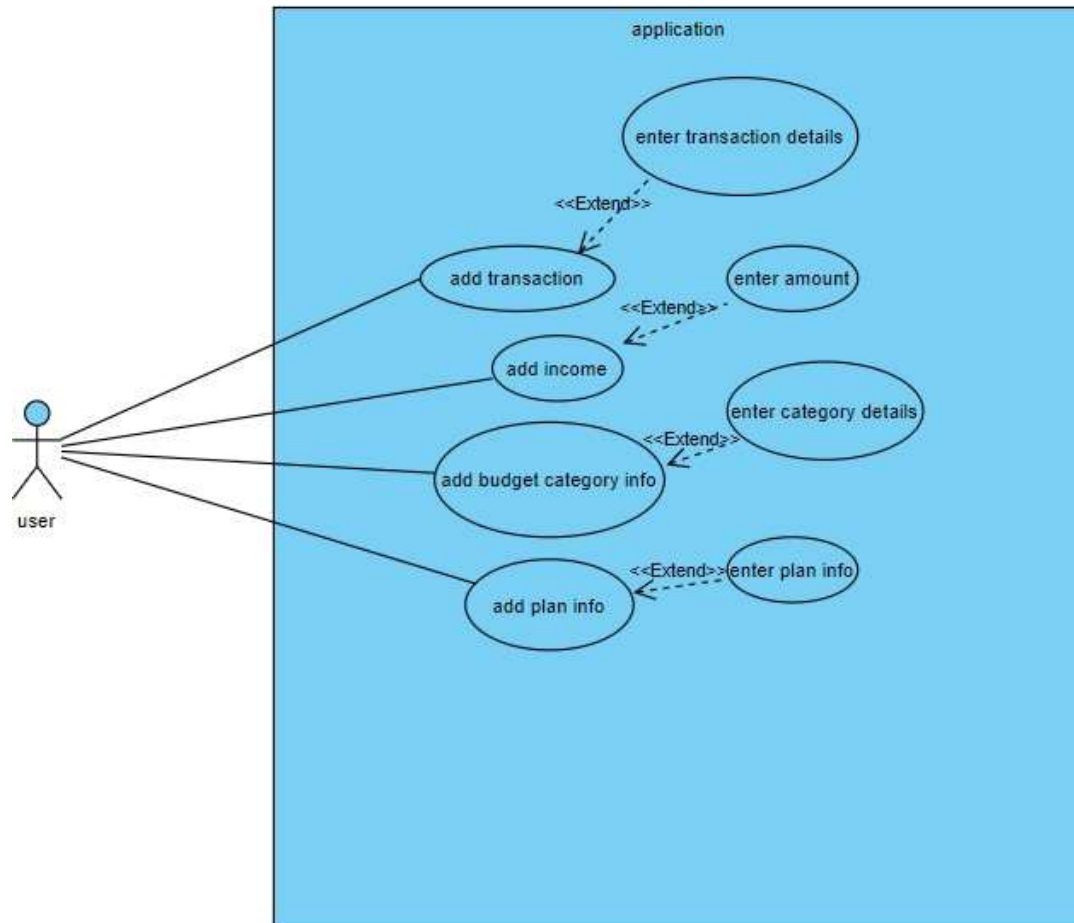 application
enter transaction details
<<Extend>>
add transaction
enter amount
<<Extend>>
add income
enter category details
<<Extend>>
add budget category info
user
<<Extend>>
enter plan info
add plan info